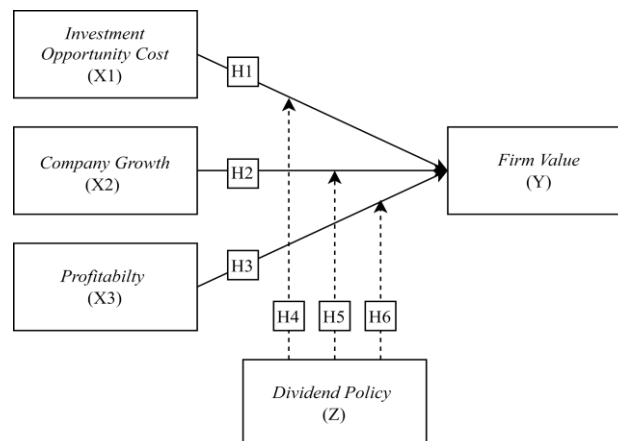 Investment
Opportunity Cost
(X1)
H1
Company Growth
(X2)
H2
Firm Value
(Y)
Profitabilty
(X3)
H3
H4
H5
H6
Dividend Policy
(Z)